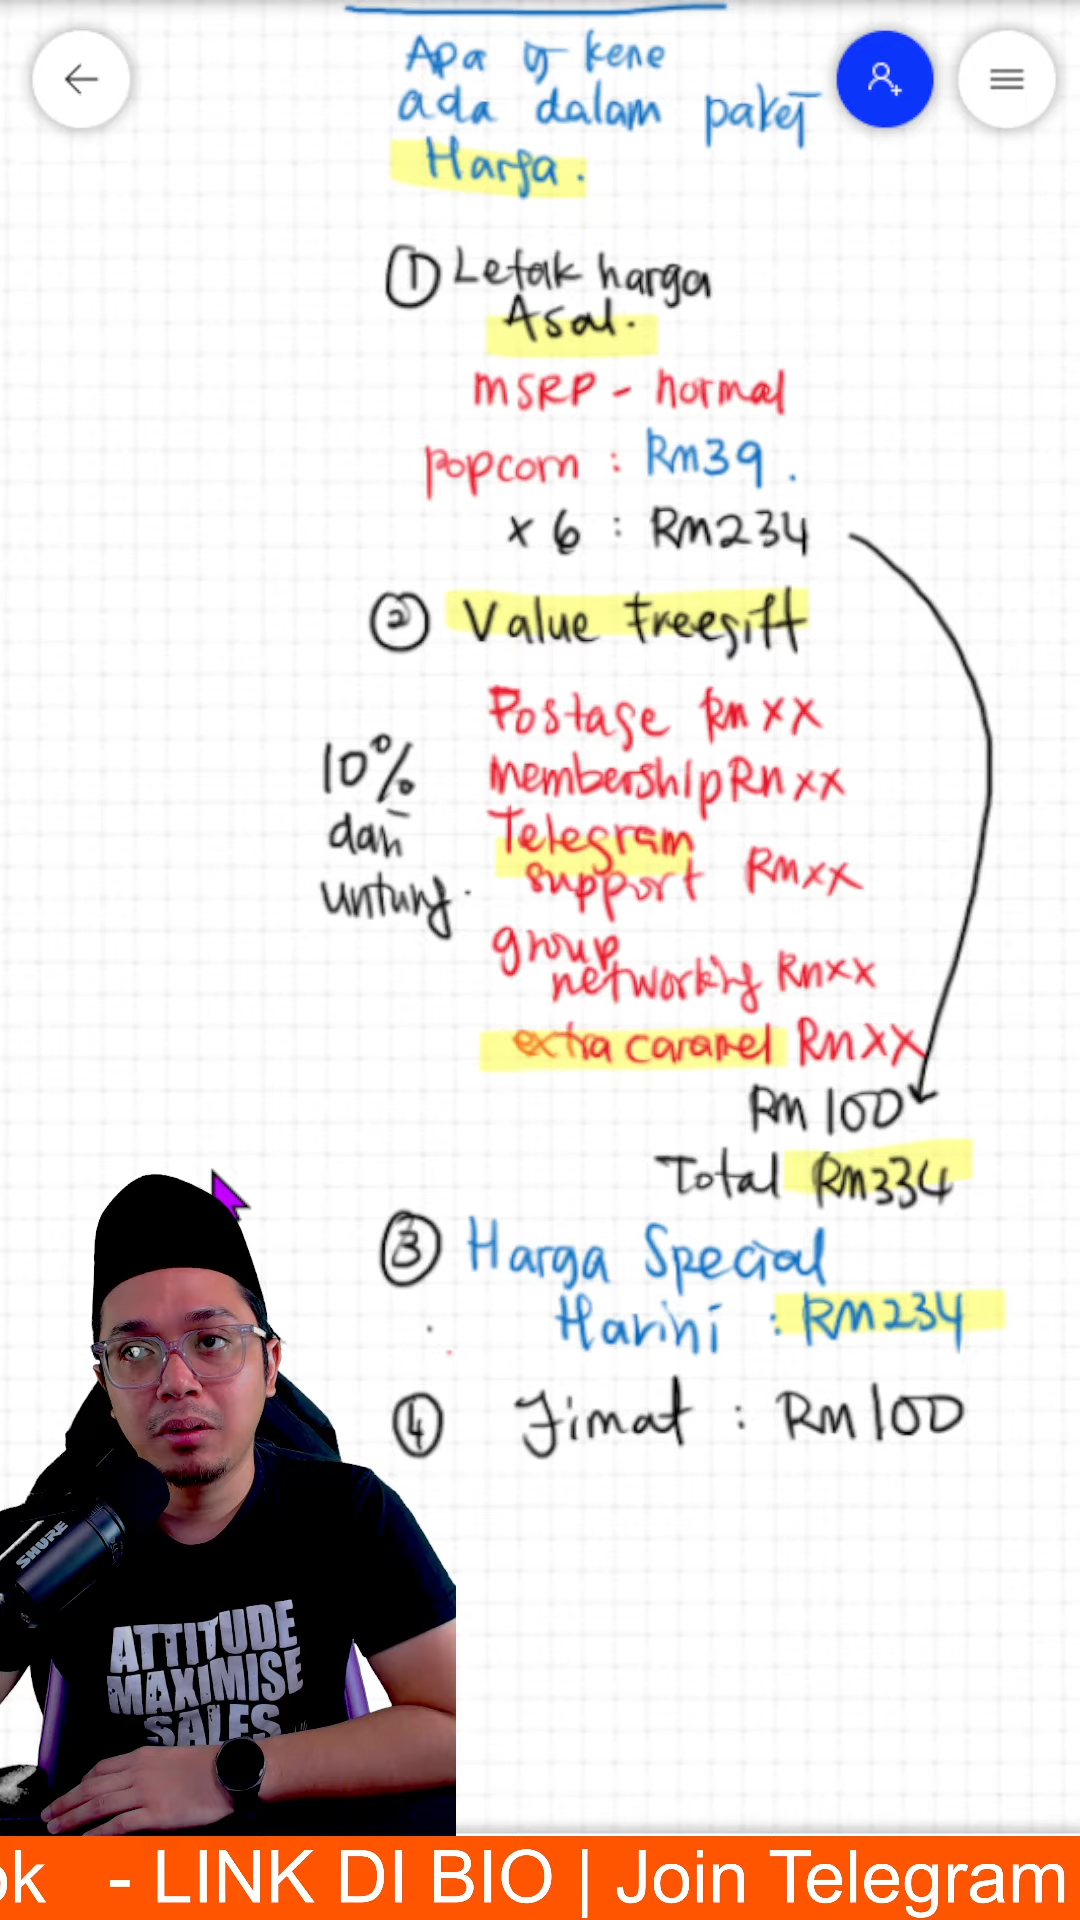 Apa yg kene
ada dalam pakej
Harga.
① Letak harga
Asal.
MSRP - normal
popcorn : RM39.
x 6 : RM234
② Value Freegift
Postage RM XX
membership RM XX
10%
dari
untung.
Telegram
support RMXX
group
networking RMXX
extra caramel RMXX
RM 100
Total RM334
③ Harga Special
Harini : RM234
④ Jimat : RM100
SHURE
ATTITUDE
MAXIMISE
SALES
ok - LINK DI BIO | Join Telegram